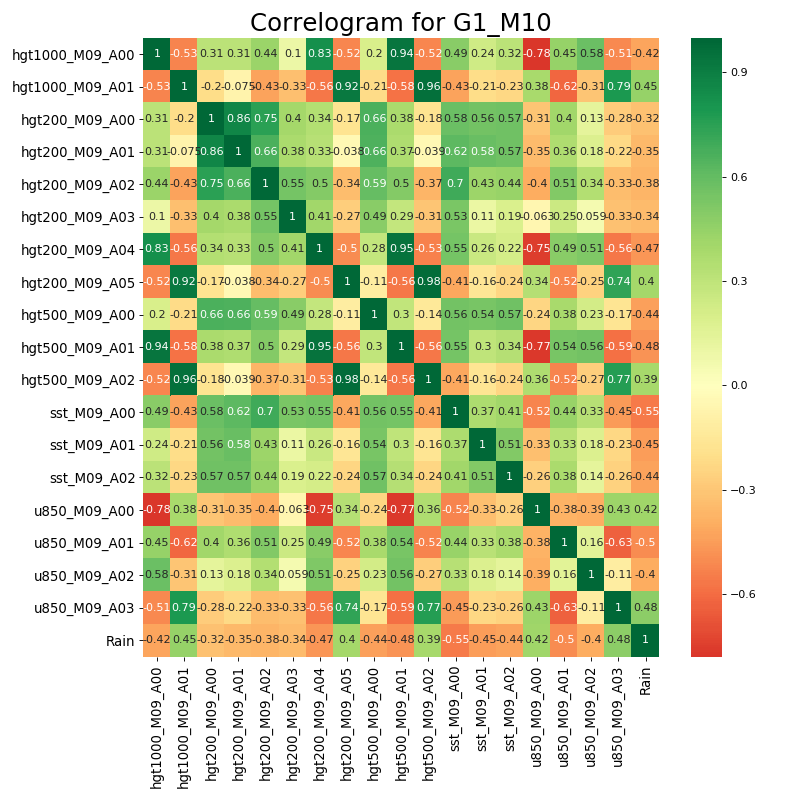 Correlogram for G1_M10
hgt1000_M09_A00 1 -0.53 0.31 0.31 0.44 0.1 0.83 -0.52 0.2 0.94 -0.52 0.49 0.24 0.32 -0.78 0.45 0.58 -0.51 -0.42
hgt1000_M09_A01 -0.53 1 -0.2 -0.075 -0.43 -0.33 -0.56 0.92 -0.21 -0.58 0.96 -0.43 -0.21 -0.23 0.38 -0.62 -0.31 0.79 0.45
hgt200_M09_A00 0.31 -0.2 1 0.86 0.75 0.4 0.34 -0.17 0.66 0.38 -0.18 0.58 0.56 0.57 -0.31 0.4 0.13 -0.28 -0.32
hgt200_M09_A01 0.31 -0.075 0.86 1 0.66 0.38 0.33 -0.038 0.66 0.37 -0.039 0.62 0.58 0.57 -0.35 0.36 0.18 -0.22 -0.35
hgt200_M09_A02 0.44 -0.43 0.75 0.66 1 0.55 0.5 -0.34 0.59 0.5 -0.37 0.7 0.43 0.44 -0.4 0.51 0.34 -0.33 -0.38
hgt200_M09_A03 0.1 -0.33 0.4 0.38 0.55 1 0.41 -0.27 0.49 0.29 -0.31 0.53 0.11 0.19 -0.063 0.25 0.059 -0.33 -0.34
hgt200_M09_A04 0.83 -0.56 0.34 0.33 0.5 0.41 1 -0.5 0.28 0.95 -0.53 0.55 0.26 0.22 -0.75 0.49 0.51 -0.56 -0.47
hgt200_M09_A05 -0.52 0.92 -0.17 -0.038 -0.34 -0.27 -0.5 1 -0.11 -0.56 0.98 -0.41 -0.16 -0.24 0.34 -0.52 -0.25 0.74 0.4
hgt500_M09_A00 0.2 -0.21 0.66 0.66 0.59 0.49 0.28 -0.11 1 0.3 -0.14 0.56 0.54 0.57 -0.24 0.38 0.23 -0.17 -0.44
hgt500_M09_A01 0.94 -0.58 0.38 0.37 0.5 0.29 0.95 -0.56 0.3 1 -0.56 0.55 0.3 0.34 -0.77 0.54 0.56 -0.59 -0.48
hgt500_M09_A02 -0.52 0.96 -0.18 -0.039 -0.37 -0.31 -0.53 0.98 -0.14 -0.56 1 -0.41 -0.16 -0.24 0.36 -0.52 -0.27 0.77 0.39
sst_M09_A00 0.49 -0.43 0.58 0.62 0.7 0.53 0.55 -0.41 0.56 0.55 -0.41 1 0.37 0.41 -0.52 0.44 0.33 -0.45 -0.55
sst_M09_A01 0.24 -0.21 0.56 0.58 0.43 0.11 0.26 -0.16 0.54 0.3 -0.16 0.37 1 0.51 -0.33 0.33 0.18 -0.23 -0.45
sst_M09_A02 0.32 -0.23 0.57 0.57 0.44 0.19 0.22 -0.24 0.57 0.34 -0.24 0.41 0.51 1 -0.26 0.38 0.14 -0.26 -0.44
u850_M09_A00 -0.78 0.38 -0.31 -0.35 -0.4 -0.063 -0.75 0.34 -0.24 -0.77 0.36 -0.52 -0.33 -0.26 1 -0.38 -0.39 0.43 0.42
u850_M09_A01 0.45 -0.62 0.4 0.36 0.51 0.25 0.49 -0.52 0.38 0.54 -0.52 0.44 0.33 0.38 -0.38 1 0.16 -0.63 -0.5
u850_M09_A02 0.58 -0.31 0.13 0.18 0.34 0.059 0.51 -0.25 0.23 0.56 -0.27 0.33 0.18 0.14 -0.39 0.16 1 -0.11 -0.4
u850_M09_A03 -0.51 0.79 -0.28 -0.22 -0.33 -0.33 -0.56 0.74 -0.17 -0.59 0.77 -0.45 -0.23 -0.26 0.43 -0.63 -0.11 1 0.48
Rain -0.42 0.45 -0.32 -0.35 -0.38 -0.34 -0.47 0.4 -0.44 -0.48 0.39 -0.55 -0.45 -0.44 0.42 -0.5 -0.4 0.48 1
hgt1000_M09_A00
hgt1000_M09_A01
hgt200_M09_A00
hgt200_M09_A01
hgt200_M09_A02
hgt200_M09_A03
hgt200_M09_A04
hgt200_M09_A05
hgt500_M09_A00
hgt500_M09_A01
hgt500_M09_A02
sst_M09_A00
sst_M09_A01
sst_M09_A02
u850_M09_A00
u850_M09_A01
u850_M09_A02
u850_M09_A03
Rain
0.9
0.6
0.3
0.0
−0.3
−0.6